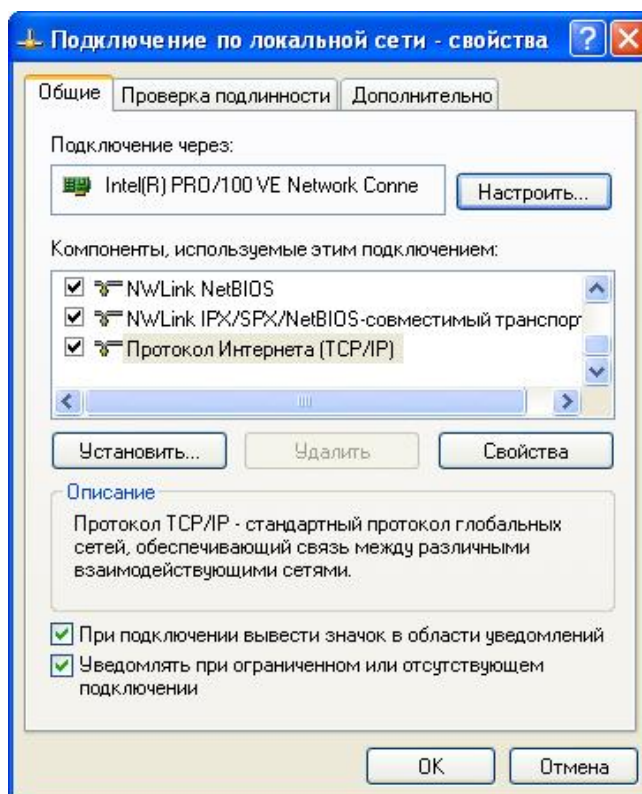 Подключение по локальной сети - свойства
Общие
Проверка подлинности
Дополнительно
Подключение через:
Intel(R) PRO/100 VE Network Conne
Настроить...
Компоненты, используемые этим подключением:
NWLink NetBIOS
NWLink IPX/SPX/NetBIOS-совместимый транспорт
Протокол Интернета (TCP/IP)
Установить...
Удалить
Свойства
Описание
Протокол TCP/IP - стандартный протокол глобальных
сетей, обеспечивающий связь между различными
взаимодействующими сетями.
При подключении вывести значок в области уведомлений
Уведомлять при ограниченном или отсутствующем
подключении
OK
Отмена